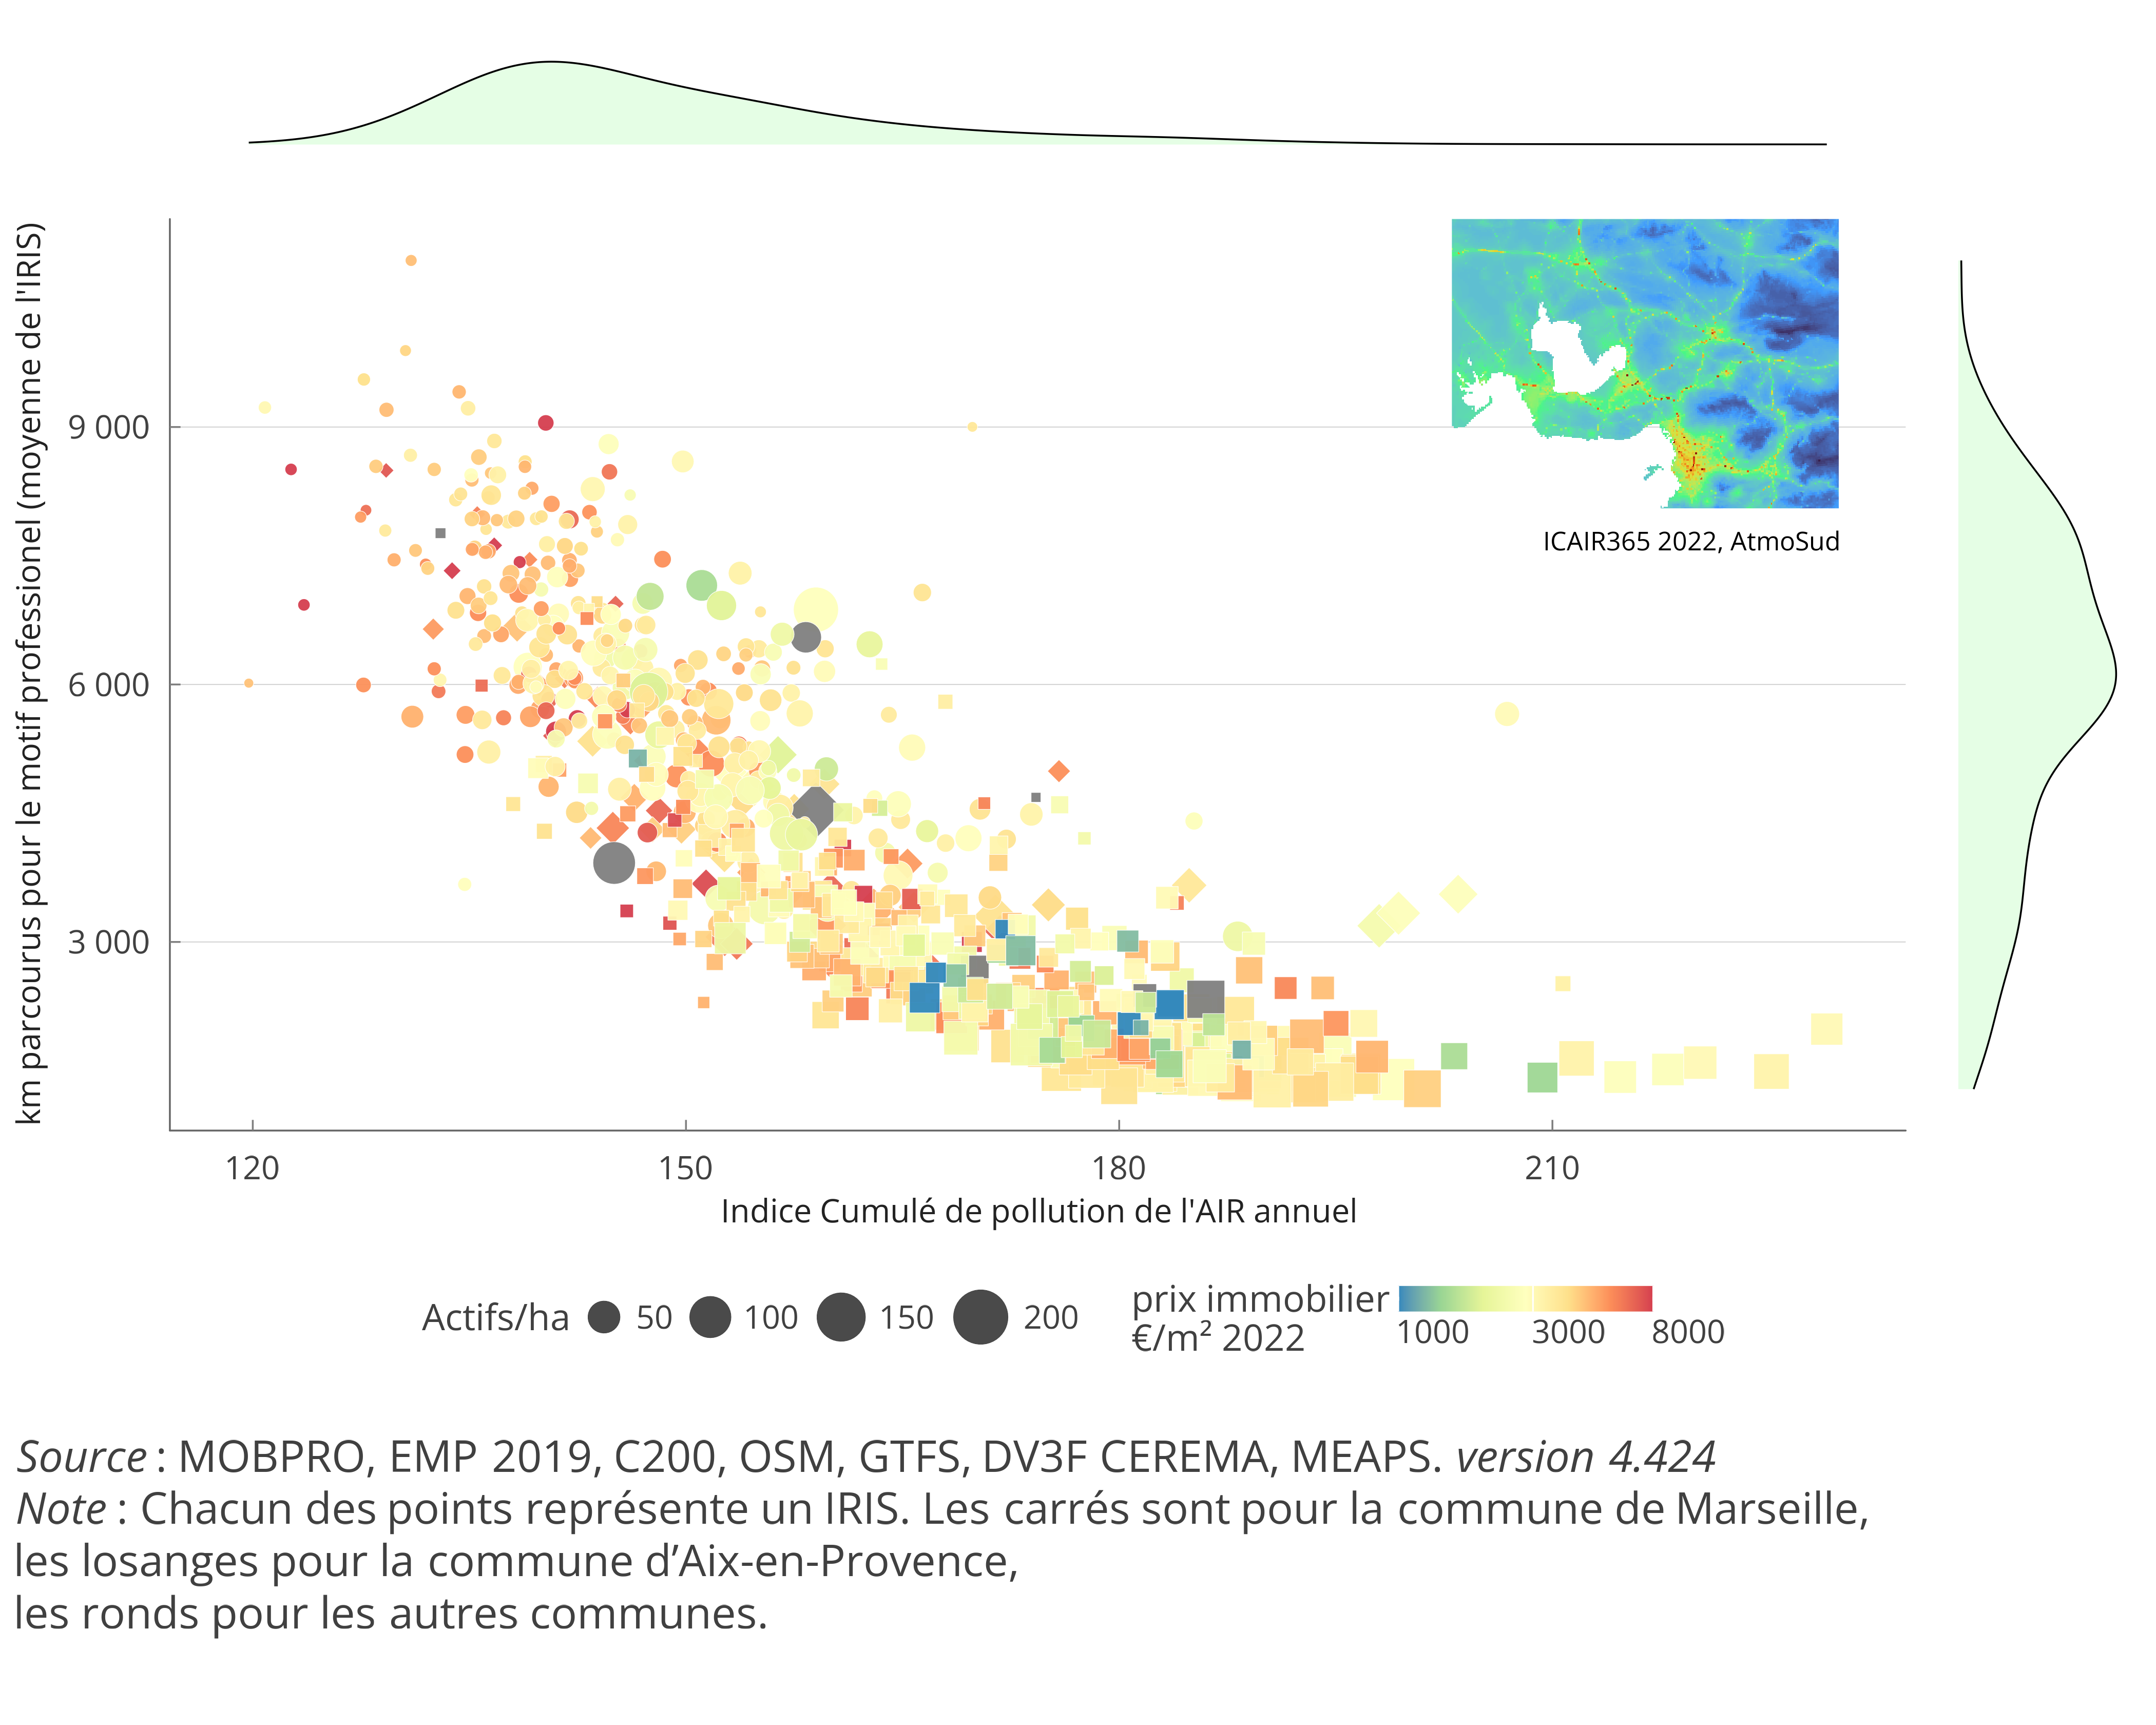 km parcourus pour le motif professionel (moyenne de l'IRIS)
9 000
6 000
3 000
ICAIR365 2022, AtmoSud
120 150 180 210
Indice Cumulé de pollution de l'AIR annuel
Actifs/ha 50 100 150 200
prix immobilier
€/m² 2022
1000 3000 8000
Source : MOBPRO, EMP 2019, C200, OSM, GTFS, DV3F CEREMA, MEAPS. version 4.424
Note : Chacun des points représente un IRIS. Les carrés sont pour la commune de Marseille,
les losanges pour la commune d’Aix-en-Provence,
les ronds pour les autres communes.